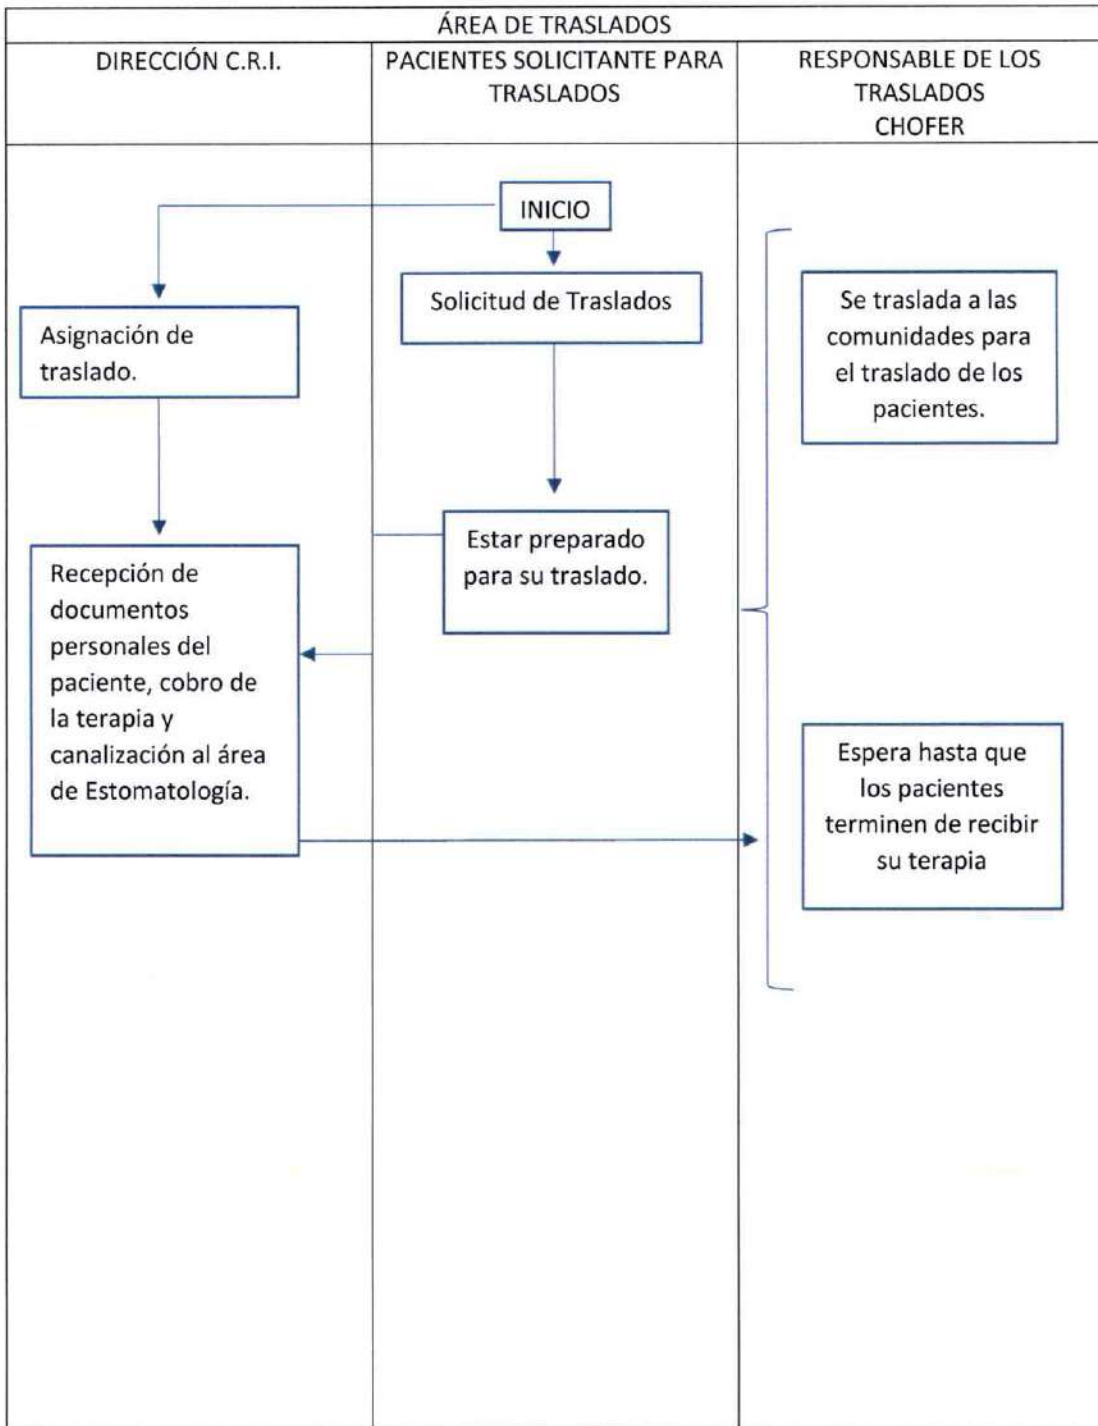 ÁREA DE TRASLADOS
DIRECCIÓN C.R.I.
PACIENTES SOLICITANTE PARA
TRASLADOS
RESPONSABLE DE LOS
TRASLADOS
CHOFER
INICIO
Solicitud de Traslados
Asignación de
traslado.
Se traslada a las
comunidades para
el traslado de los
pacientes.
Estar preparado
para su traslado.
Recepción de
documentos
personales del
paciente, cobro de
la terapia y
canalización al área
de Estomatología.
Espera hasta que
los pacientes
terminen de recibir
su terapia